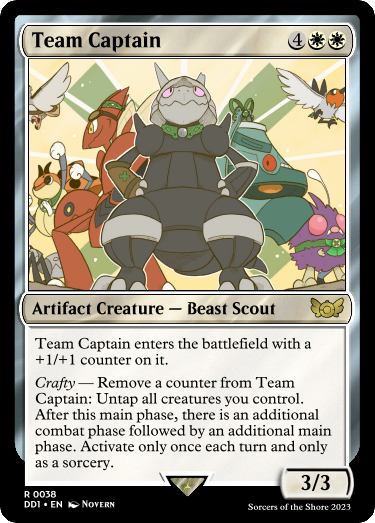 Team Captain 4
Artifact Creature — Beast Scout
Team Captain enters the battlefield with a
+1/+1 counter on it.
Crafty — Remove a counter from Team
Captain: Untap all creatures you control.
After this main phase, there is an additional
combat phase followed by an additional main
phase. Activate only once each turn and only
as a sorcery.
3/3
R 0038
DD1 • EN Novern
Sorcers of the Shore 2023